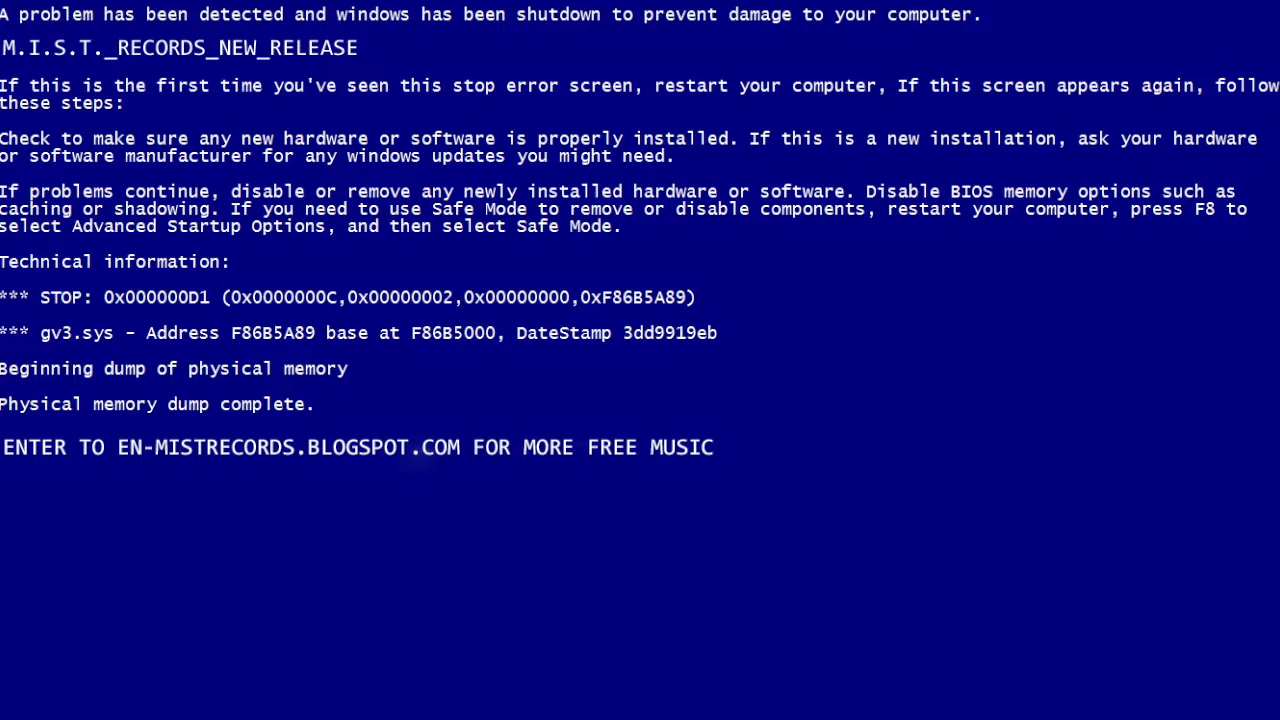 A problem has been detected and windows has been shutdown to prevent damage to your computer.
M.I.S.T._RECORDS_NEW_RELEASE
If this is the first time you've seen this stop error screen, restart your computer, If this screen appears again, follow
these steps:
Check to make sure any new hardware or software is properly installed. If this is a new installation, ask your hardware
or software manufacturer for any windows updates you might need.
If problems continue, disable or remove any newly installed hardware or software. Disable BIOS memory options such as
caching or shadowing. If you need to use Safe Mode to remove or disable components, restart your computer, press F8 to
select Advanced Startup Options, and then select Safe Mode.
Technical information:
*** STOP: 0x000000D1 (0x0000000C,0x00000002,0x00000000,0xF86B5A89)
*** gv3.sys - Address F86B5A89 base at F86B5000, DateStamp 3dd9919eb
Beginning dump of physical memory
Physical memory dump complete.
ENTER TO EN-MISTRECORDS.BLOGSPOT.COM FOR MORE FREE MUSIC